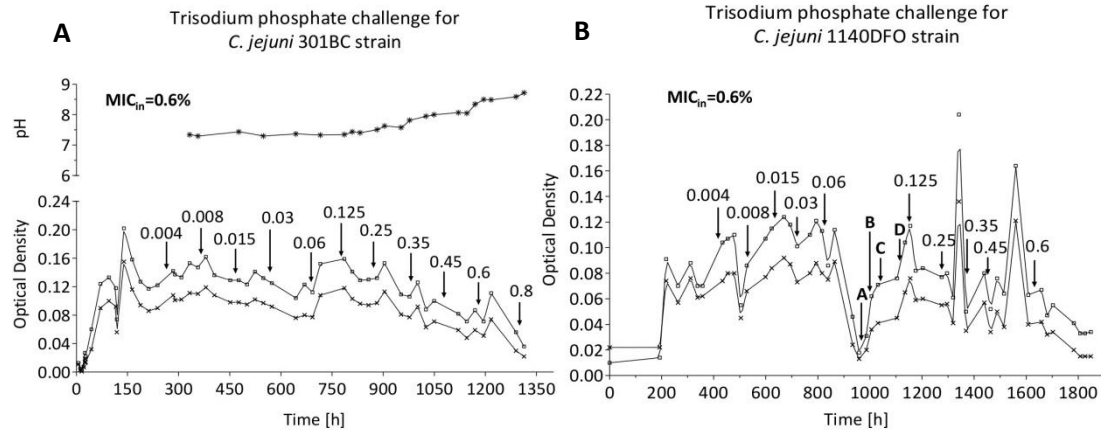 A
Trisodium phosphate challenge for
C. jejuni 301BC strain
MICin=0.6%
pH
9
8
7
6
5
Optical Density
0.24
0.20
0.16
0.12
0.08
0.04
0.00
0.004
0.008
0.015
0.03
0.06
0.125
0.25
0.35
0.45
0.6
0.8
0 150 300 450 600 750 900 1050 1200 1350
Time [h]
B
Trisodium phosphate challenge for
C. jejuni 1140DFO strain
MICin=0.6%
Optical Density
0.22
0.20
0.18
0.16
0.14
0.12
0.10
0.08
0.06
0.04
0.02
0.00
0.004
0.008
0.015
0.03
0.06
A
B
C
D
0.125
0.25
0.35
0.45
0.6
0 200 400 600 800 1000 1200 1400 1600 1800
Time [h]